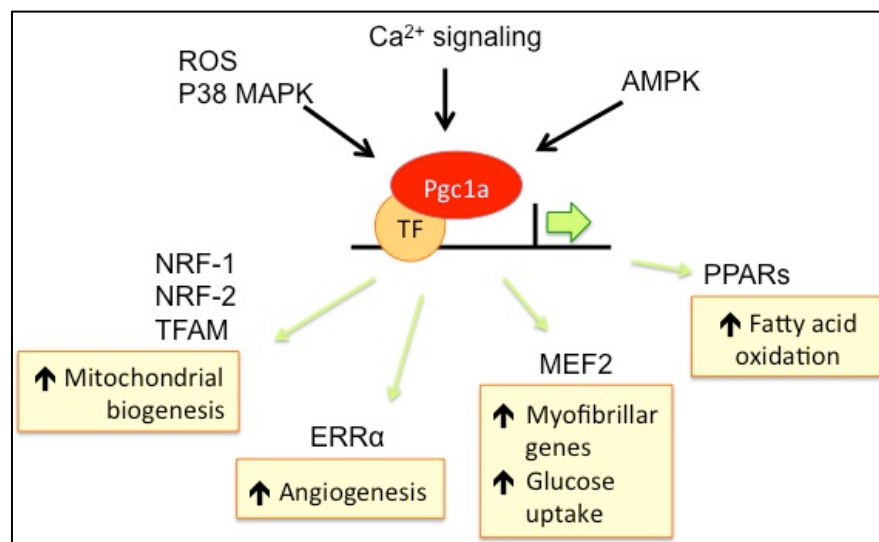 Ca²⁺ signaling
ROS
P38 MAPK
AMPK
Pgc1a
TF
NRF-1
NRF-2
TFAM
↑ Mitochondrial
biogenesis
ERRα
↑ Angiogenesis
MEF2
↑ Myofibrillar
genes
↑ Glucose
uptake
PPARs
↑ Fatty acid
oxidation